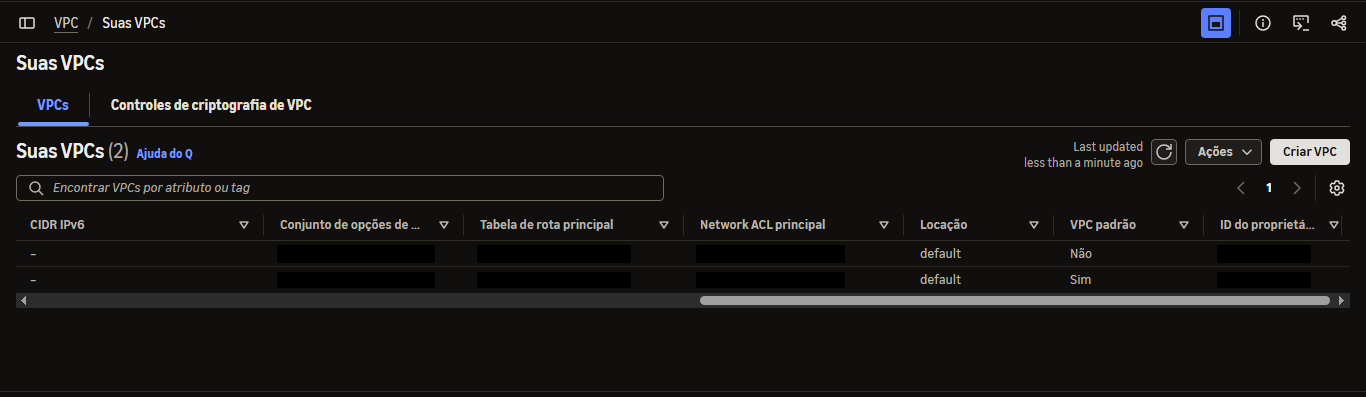 VPC / Suas VPCs
Suas VPCs
VPCs
Controles de criptografia de VPC
Suas VPCs (2) Ajuda do Q
Last updated
less than a minute ago
Ações
Criar VPC
Encontrar VPCs por atributo ou tag
1
CIDR IPv6 Conjunto de opções de ... Tabela de rota principal Network ACL principal Locação VPC padrão ID do proprietá...
– default Não
– default Sim